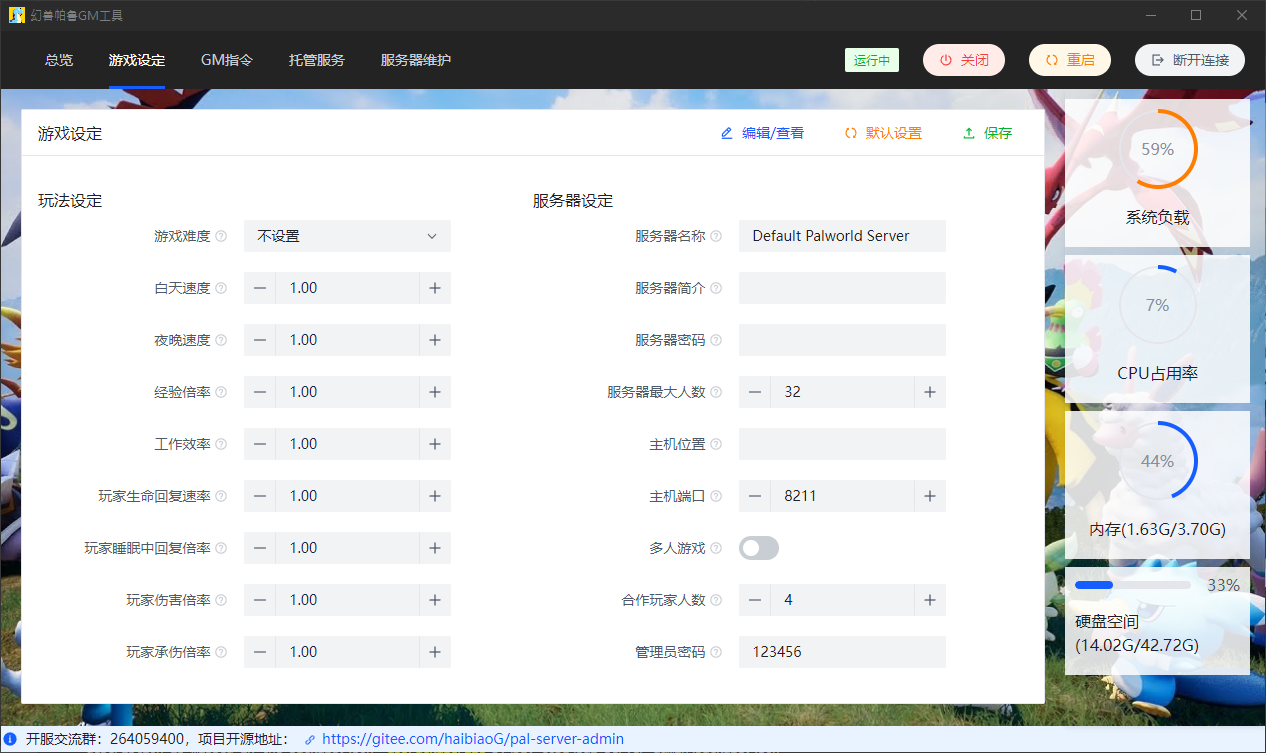 幻兽帕鲁GM工具
总览 游戏设定 GM指令 托管服务 服务器维护 运行中 关闭 重启 断开连接
游戏设定 编辑/查看 默认设置 保存
玩法设定
游戏难度 不设置
白天速度 1.00
夜晚速度 1.00
经验倍率 1.00
工作效率 1.00
玩家生命回复速率 1.00
玩家睡眠中回复倍率 1.00
玩家伤害倍率 1.00
玩家承伤倍率 1.00
服务器设定
服务器名称 Default Palworld Server
服务器简介
服务器密码
服务器最大人数 32
主机位置
主机端口 8211
多人游戏
合作玩家人数 4
管理员密码 123456
59%
系统负载
7%
CPU占用率
44%
内存(1.63G/3.70G)
33%
硬盘空间
(14.02G/42.72G)
开服交流群：264059400，项目开源地址： https://gitee.com/haibiaoG/pal-server-admin